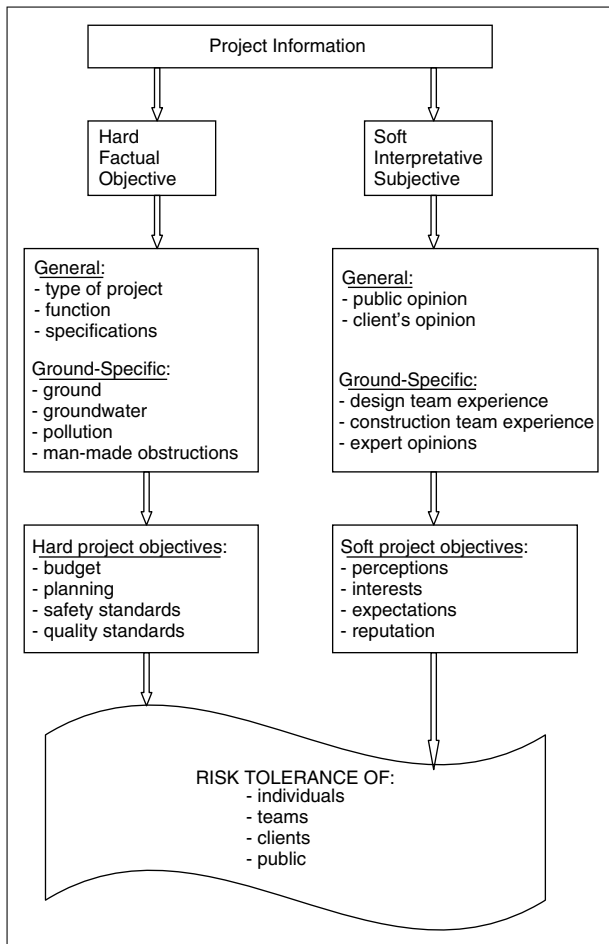 Project Information
Hard
Factual
Objective
Soft
Interpretative
Subjective
General:
- type of project
- function
- specifications
Ground-Specific:
- ground
- groundwater
- pollution
- man-made obstructions
General:
- public opinion
- client's opinion
Ground-Specific:
- design team experience
- construction team experience
- expert opinions
Hard project objectives:
- budget
- planning
- safety standards
- quality standards
Soft project objectives:
- perceptions
- interests
- expectations
- reputation
RISK TOLERANCE OF:
- individuals
- teams
- clients
- public